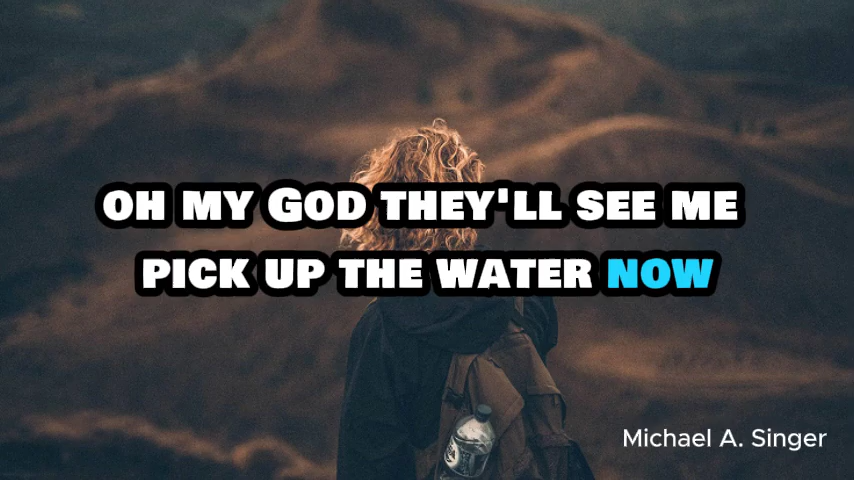 OH MY GOD THEY'LL SEE ME
PICK UP THE WATER NOW
Michael A. Singer